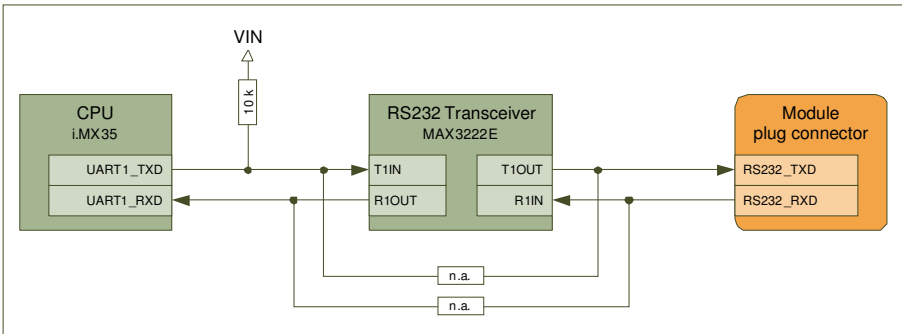 VIN
10 k
CPU
i.MX35
UART1_TXD
UART1_RXD
RS232 Transceiver
MAX3222E
T1IN
R1OUT
T1OUT
R1IN
Module
plug connector
RS232_TXD
RS232_RXD
n.a.
n.a.